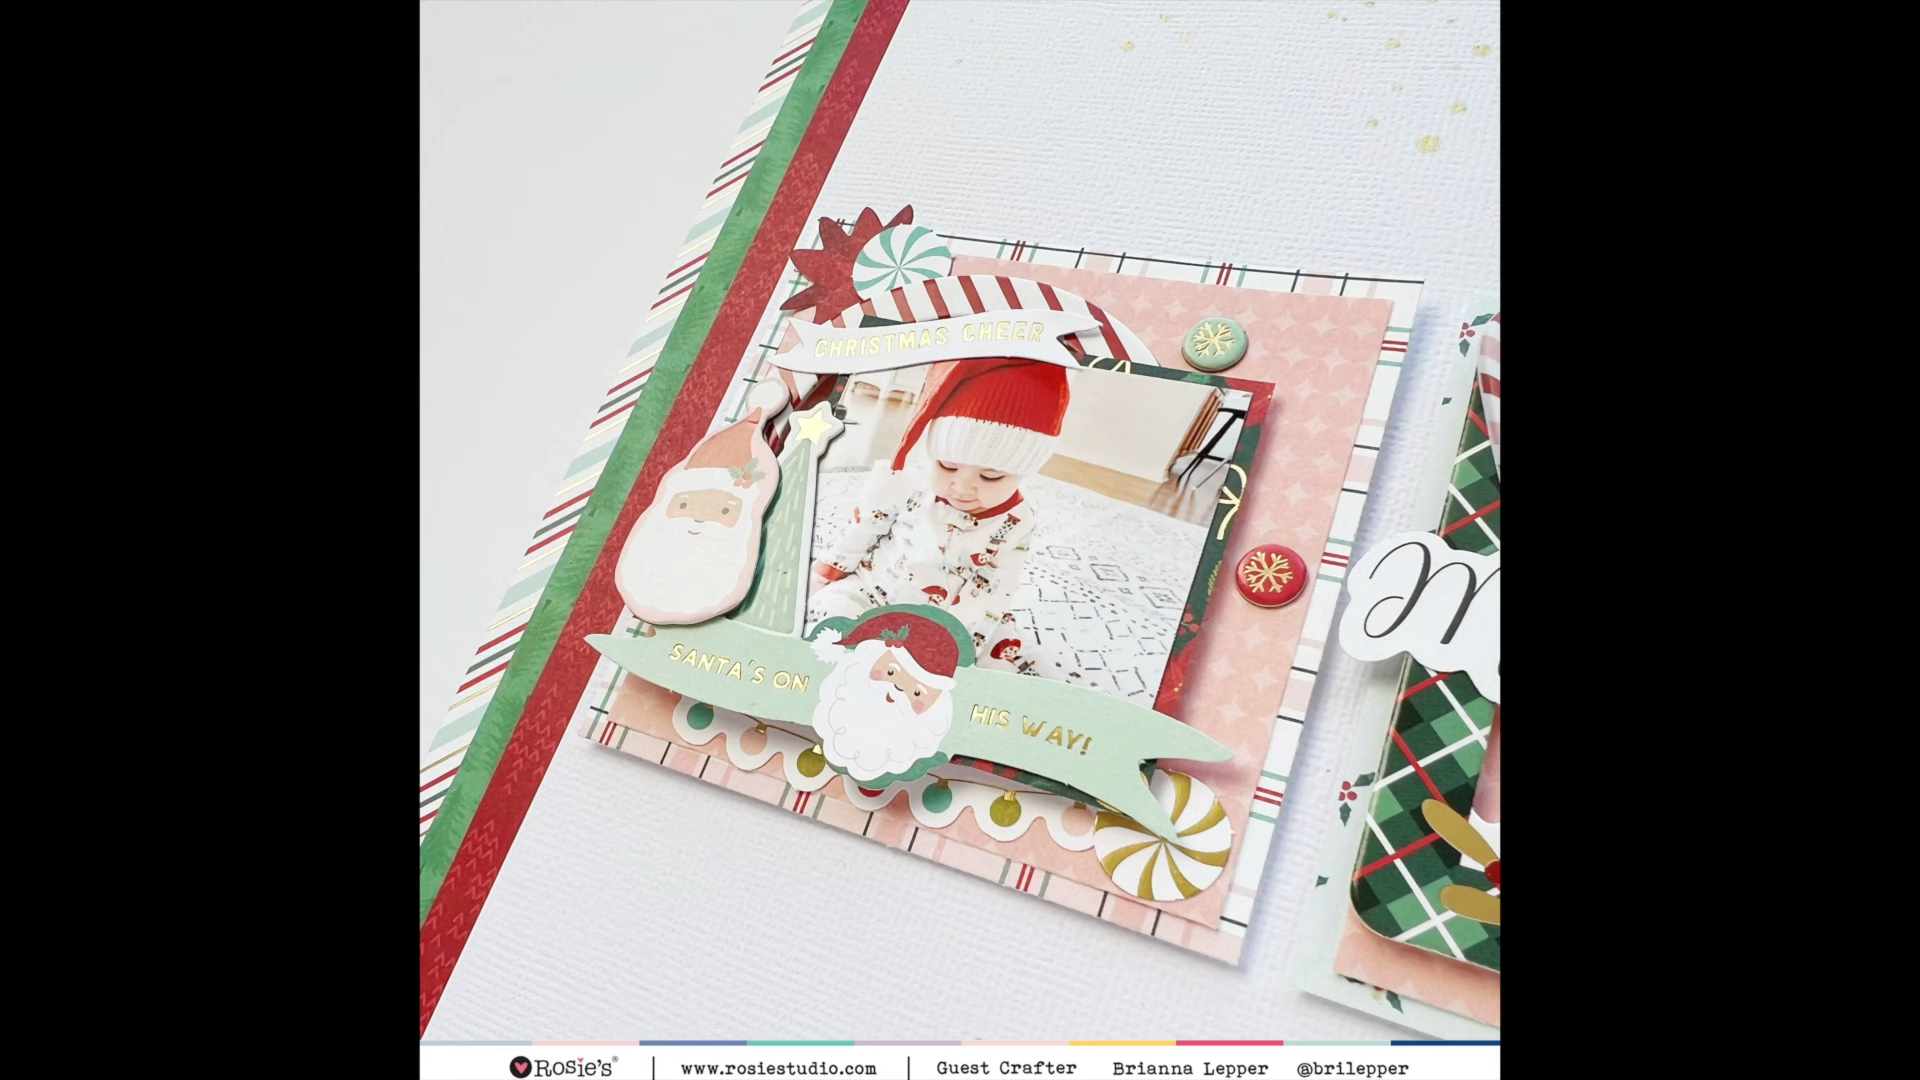 CHRISTMAS CHEER
SANTA'S ON
HIS WAY!
Rosie's®
www.rosiestudio.com
Guest Crafter
Brianna Lepper
@brilepper